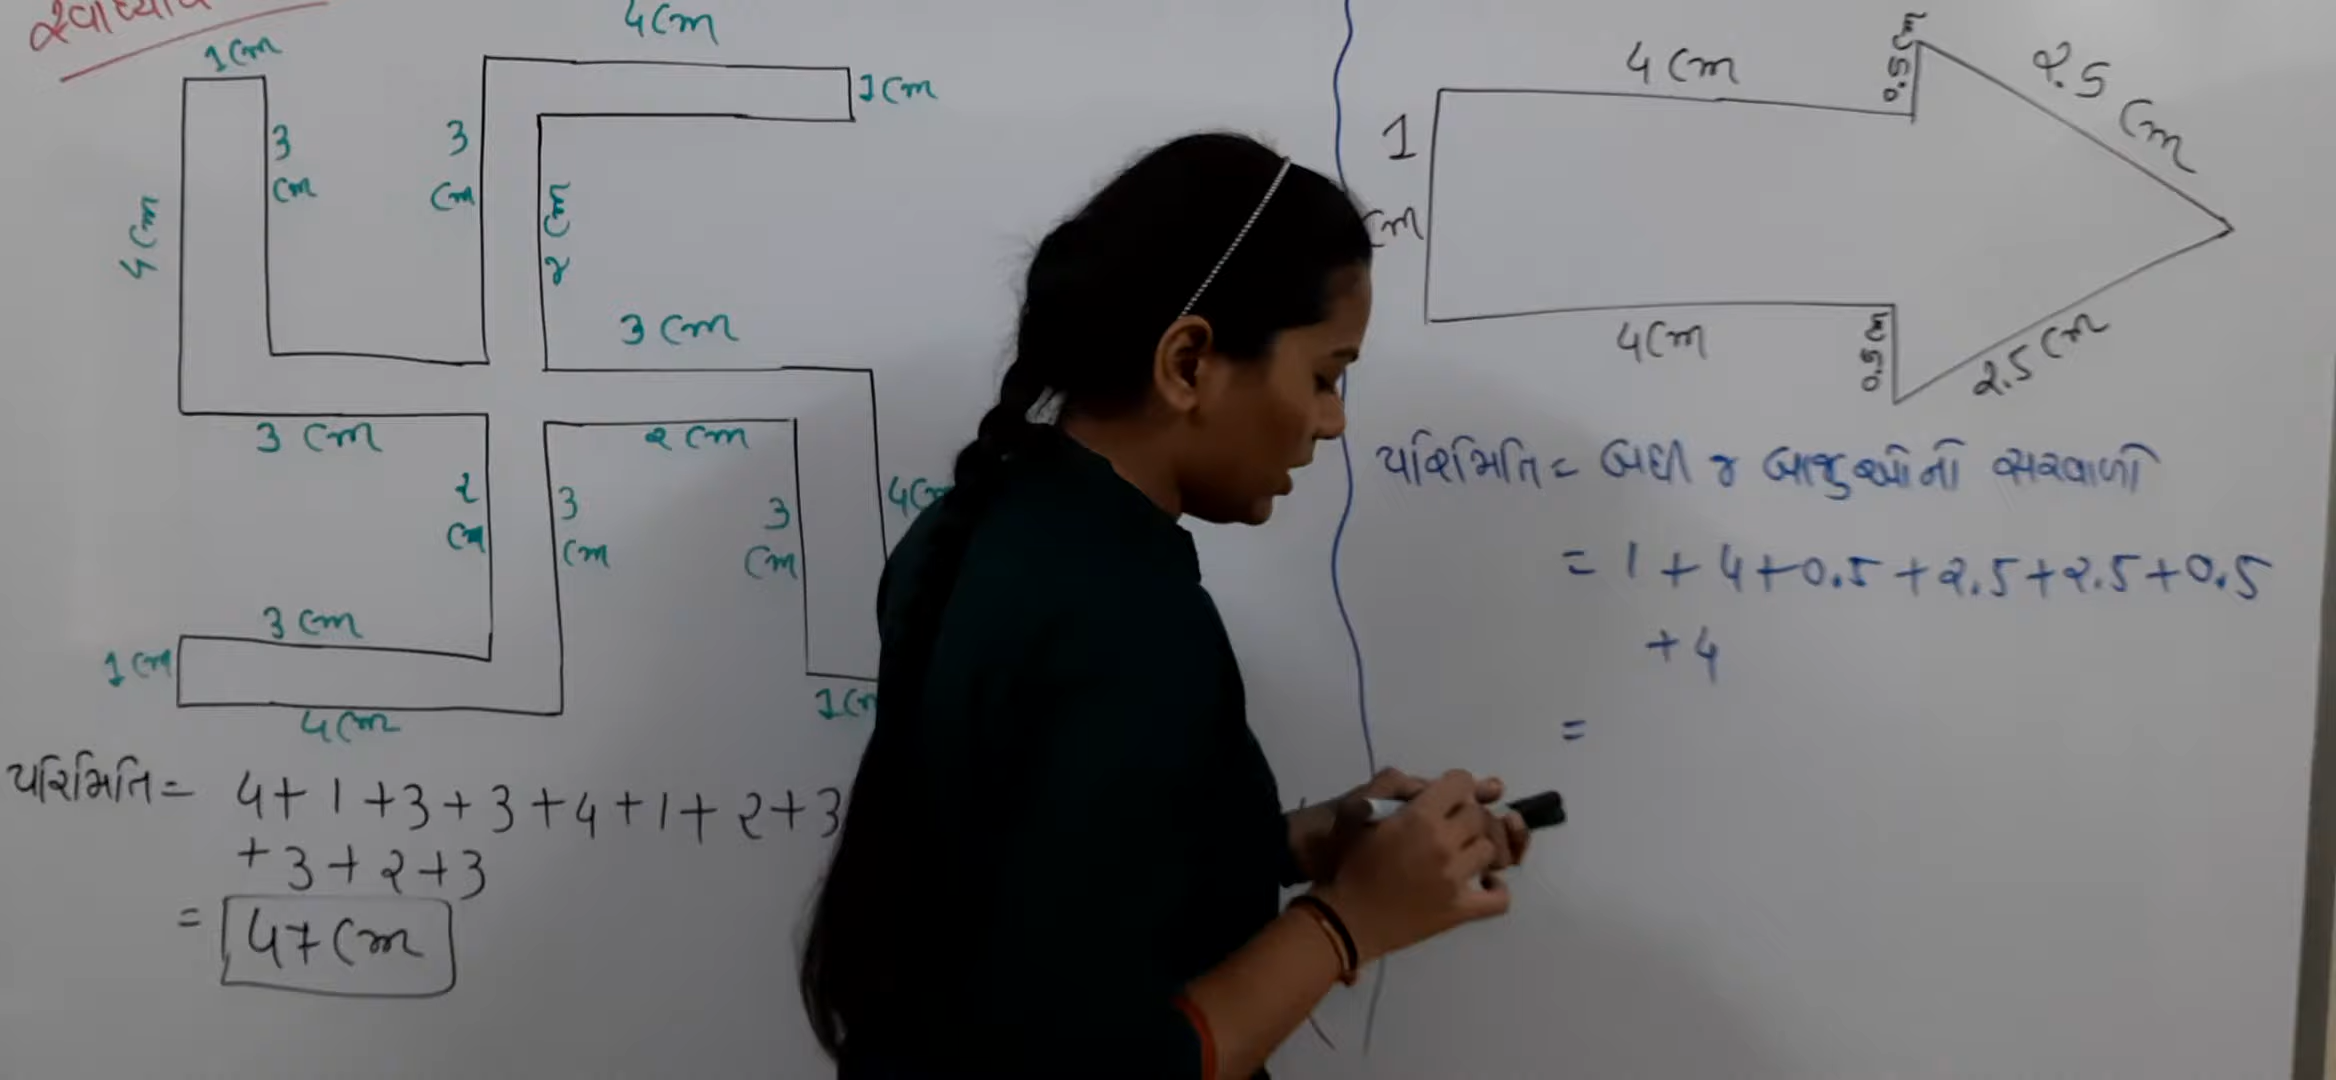 સ્વાધ્યાય
1 cm
4 cm
3 cm
3 cm
4 cm
1 cm
2 cm
3 cm
3 cm
2 cm
2 cm
3 cm
3 cm
4 cm
3 cm
1 cm
4 cm
પરિમિતિ = 4 + 1 + 3 + 3 + 4 + 1 + 2 + 3
+ 3 + 2 + 3
= 47 cm
4 cm
0.5 cm
2.5 cm
1 cm
4 cm
0.5 cm
2.5 cm
પરિમિતિ = બધી જ બાજુઓનો સરવાળો
= 1 + 4 + 0.5 + 2.5 + 2.5 + 0.5
+ 4
=